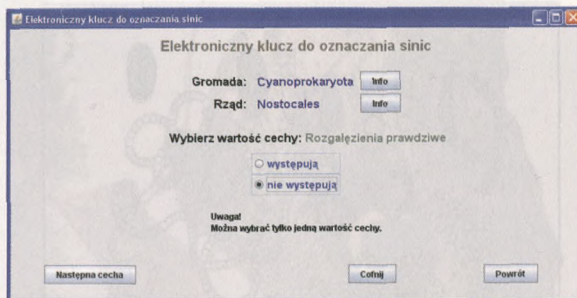 Elektroniczny klucz do oznaczania sinic
Elektroniczny klucz do oznaczania sinic
Gromada: Cyanoprokaryota Info
Rząd: Nostocales Info
Wybierz wartość cechy: Rozgałęzienia prawdziwe
występują
nie występują
Uwaga!
Można wybrać tylko jedną wartość cechy.
Następna cecha Cofnij Powrót